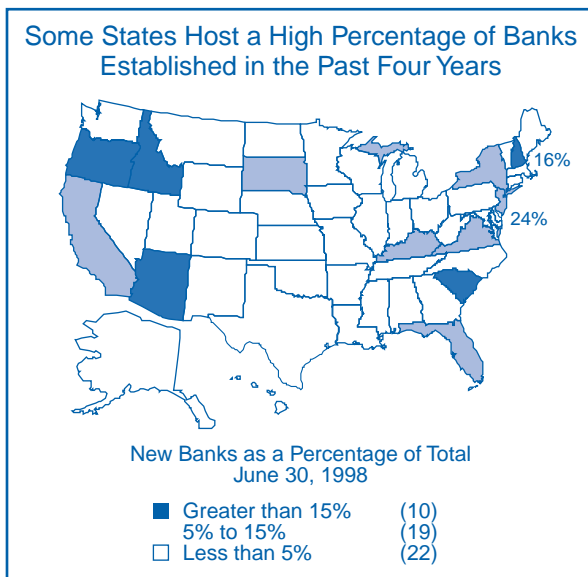 Some States Host a High Percentage of Banks
Established in the Past Four Years
16%
24%
New Banks as a Percentage of Total
June 30, 1998
Greater than 15% (10)
5% to 15% (19)
Less than 5% (22)